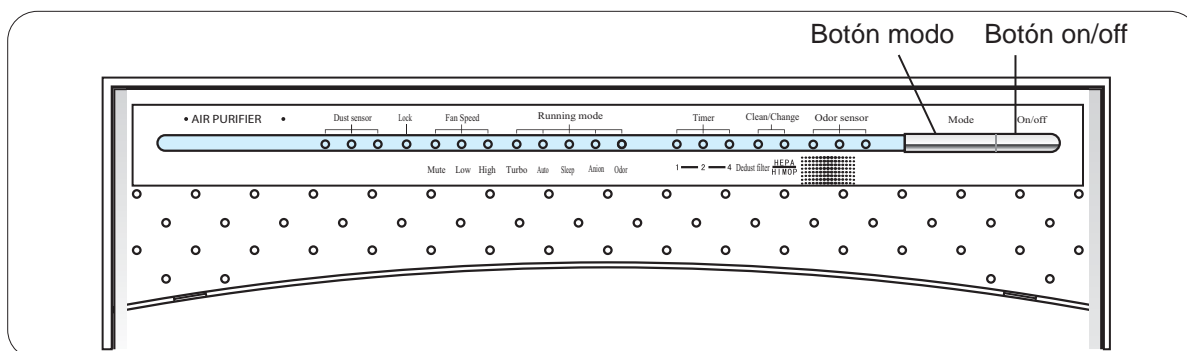 Botón modo Botón on/off
• AIR PURIFIER • Dust sensor Lock Fan Speed Running mode Timer Clean/Change Odor sensor Mode On/off
Mute Low High Turbo Auto Sleep Anion Odor 1 — 2 — 4 Dedust filter HEPA
HIMOP